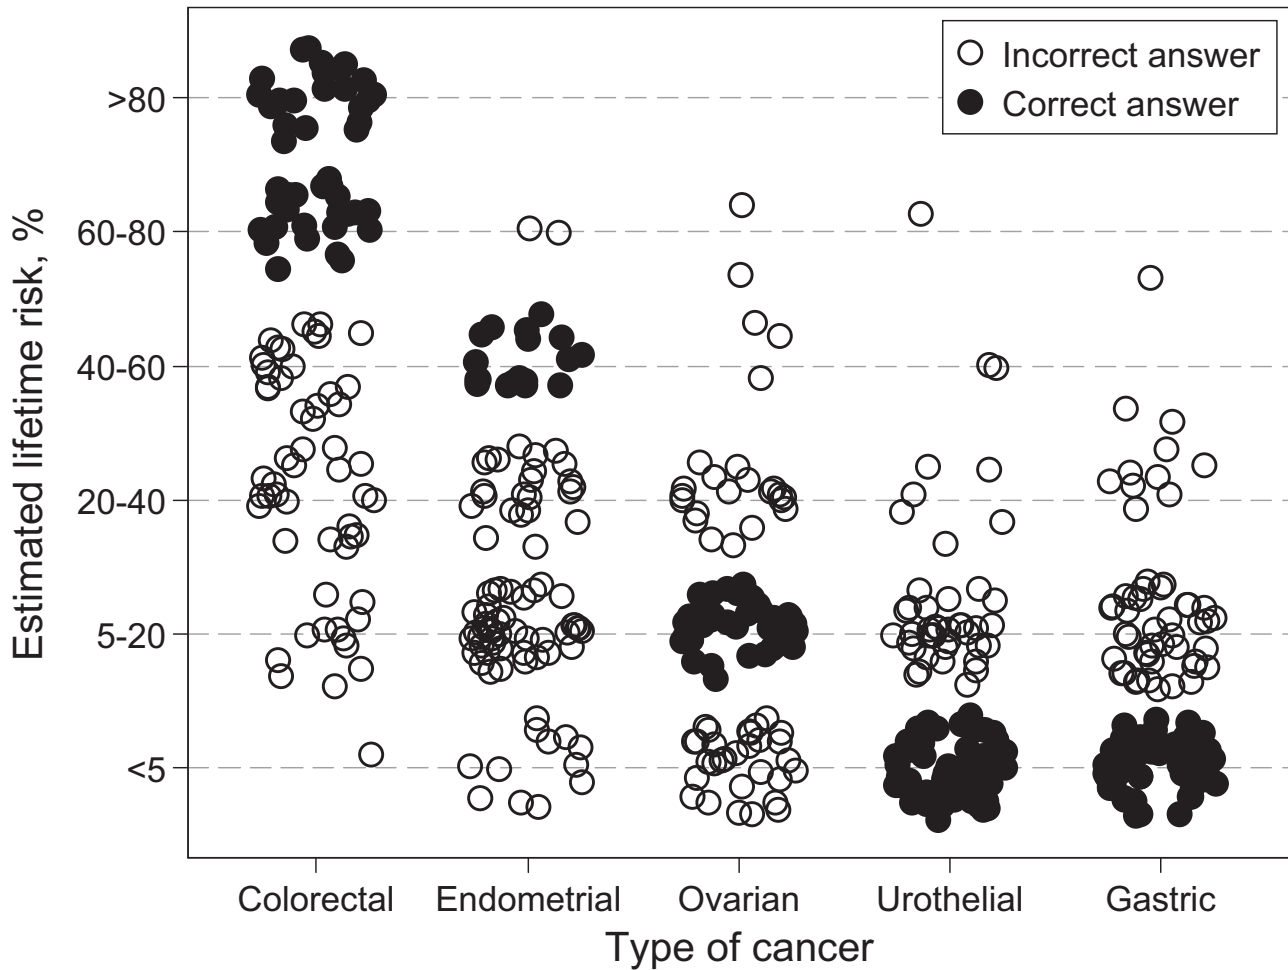 Incorrect answer
Correct answer
Estimated lifetime risk, %
>80
60-80
40-60
20-40
5-20
<5
Colorectal
Endometrial
Ovarian
Urothelial
Gastric
Type of cancer